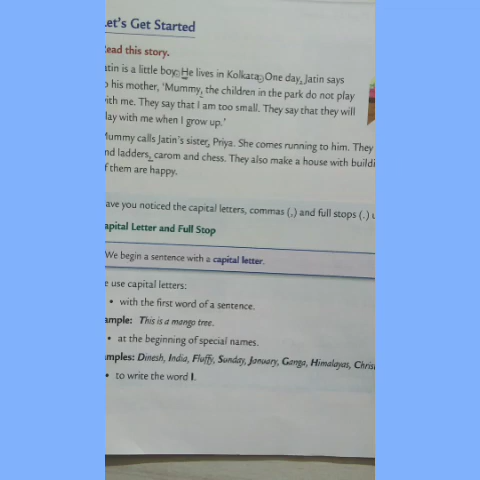 et's Get Started
ead this story.
atin is a little boy. He lives in Kolkata. One day, Jatin says
o his mother, 'Mummy, the children in the park do not play
ith me. They say that I am too small. They say that they will
lay with me when I grow up.'
ummy calls Jatin's sister, Priya. She comes running to him. They
nd ladders, carom and chess. They also make a house with buildi
f them are happy.
ave you noticed the capital letters, commas (,) and full stops (.) u
apital Letter and Full Stop
We begin a sentence with a capital letter.
e use capital letters:
• with the first word of a sentence.
ample: This is a mango tree.
• at the beginning of special names.
amples: Dinesh, India, Fluffy, Sunday, January, Ganga, Himalayas, Chris
• to write the word I.